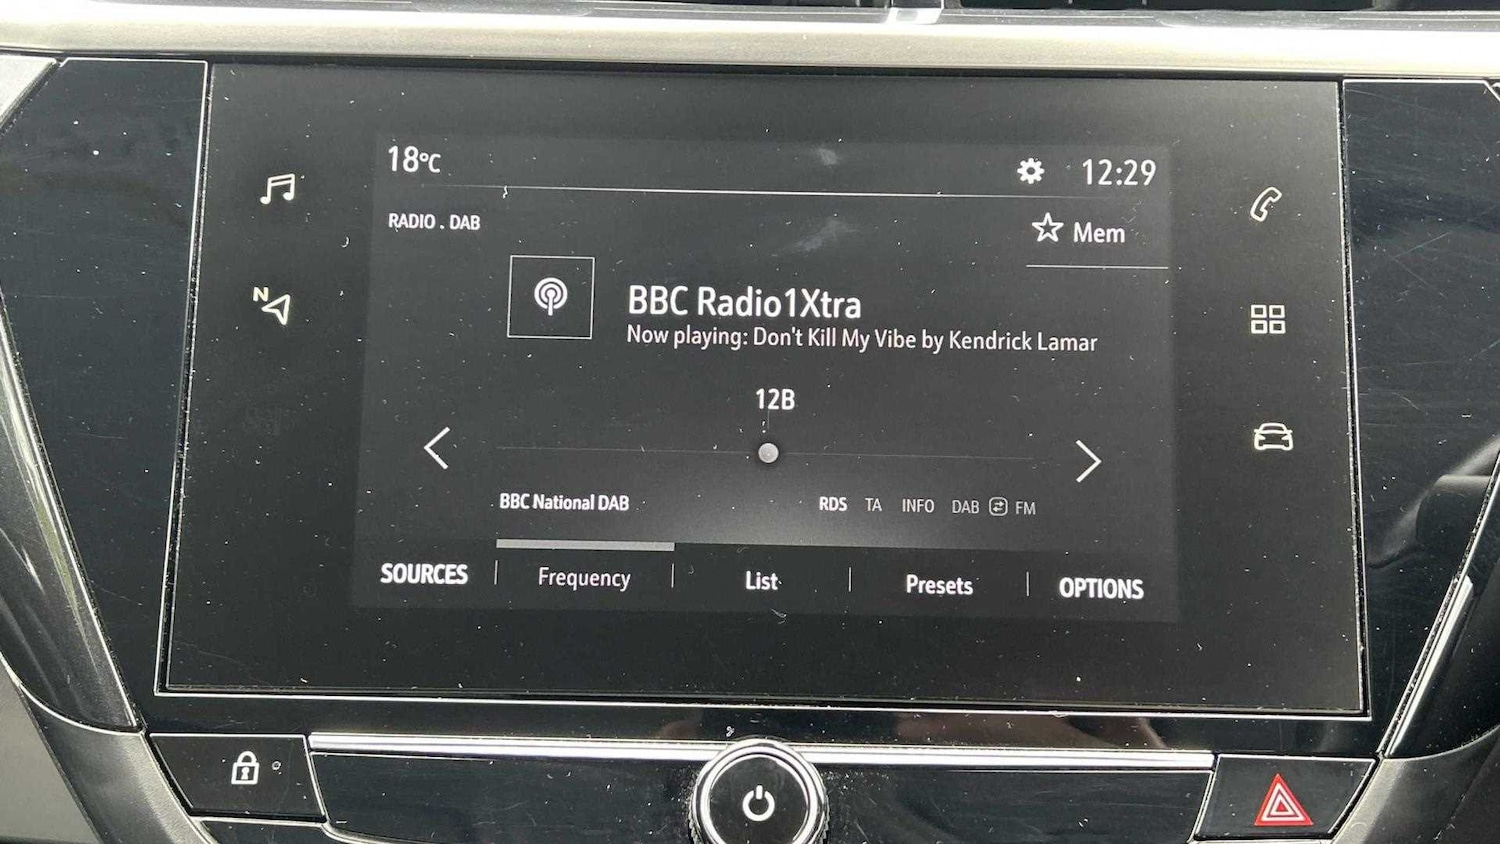 18°C
12:29
RADIO . DAB
Mem
BBC Radio1Xtra
Now playing: Don't Kill My Vibe by Kendrick Lamar
N
12B
BBC National DAB
RDS TA INFO DAB FM
SOURCES Frequency List Presets OPTIONS